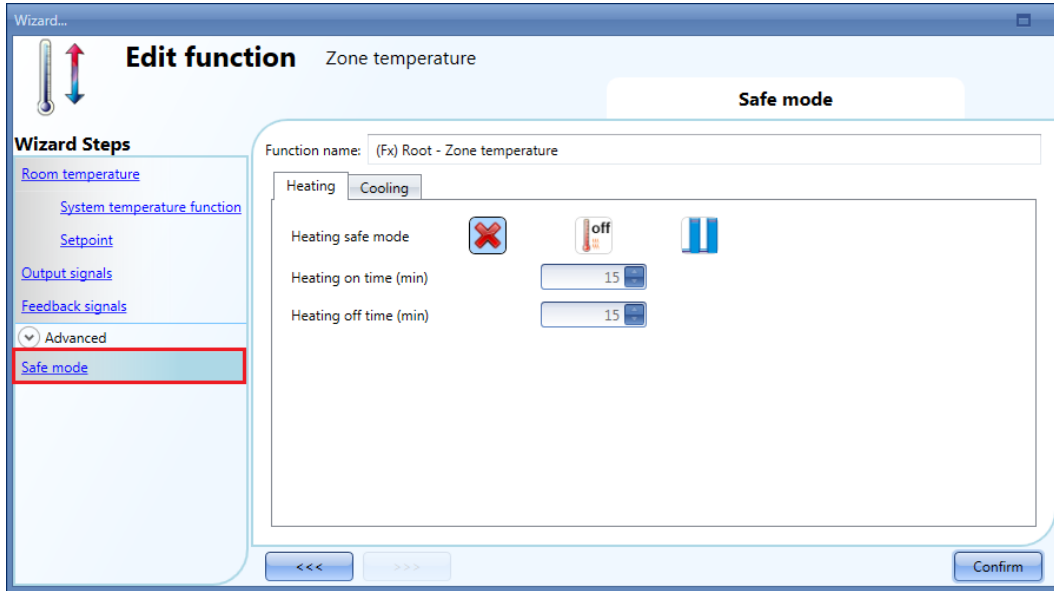 Wizard...
Edit function Zone temperature
Safe mode
Wizard Steps
Room temperature
System temperature function
Setpoint
Output signals
Feedback signals
Advanced
Safe mode
Function name: (Fx) Root - Zone temperature
Heating Cooling
Heating safe mode off
Heating on time (min) 15
Heating off time (min) 15
<<< >>> Confirm